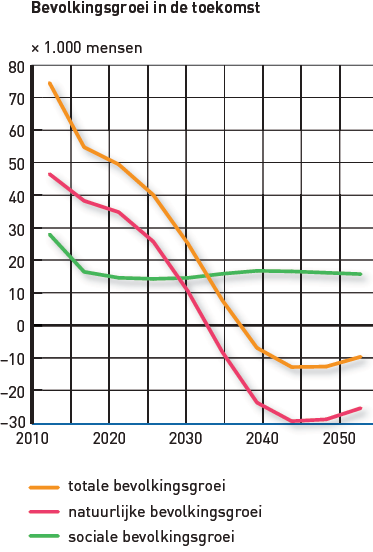 Bevolkingsgroei in de toekomst
× 1.000 mensen
80
70
60
50
40
30
20
10
0
–10
–20
–30
2010 2020 2030 2040 2050
totale bevolkingsgroei
natuurlijke bevolkingsgroei
sociale bevolkingsgroei